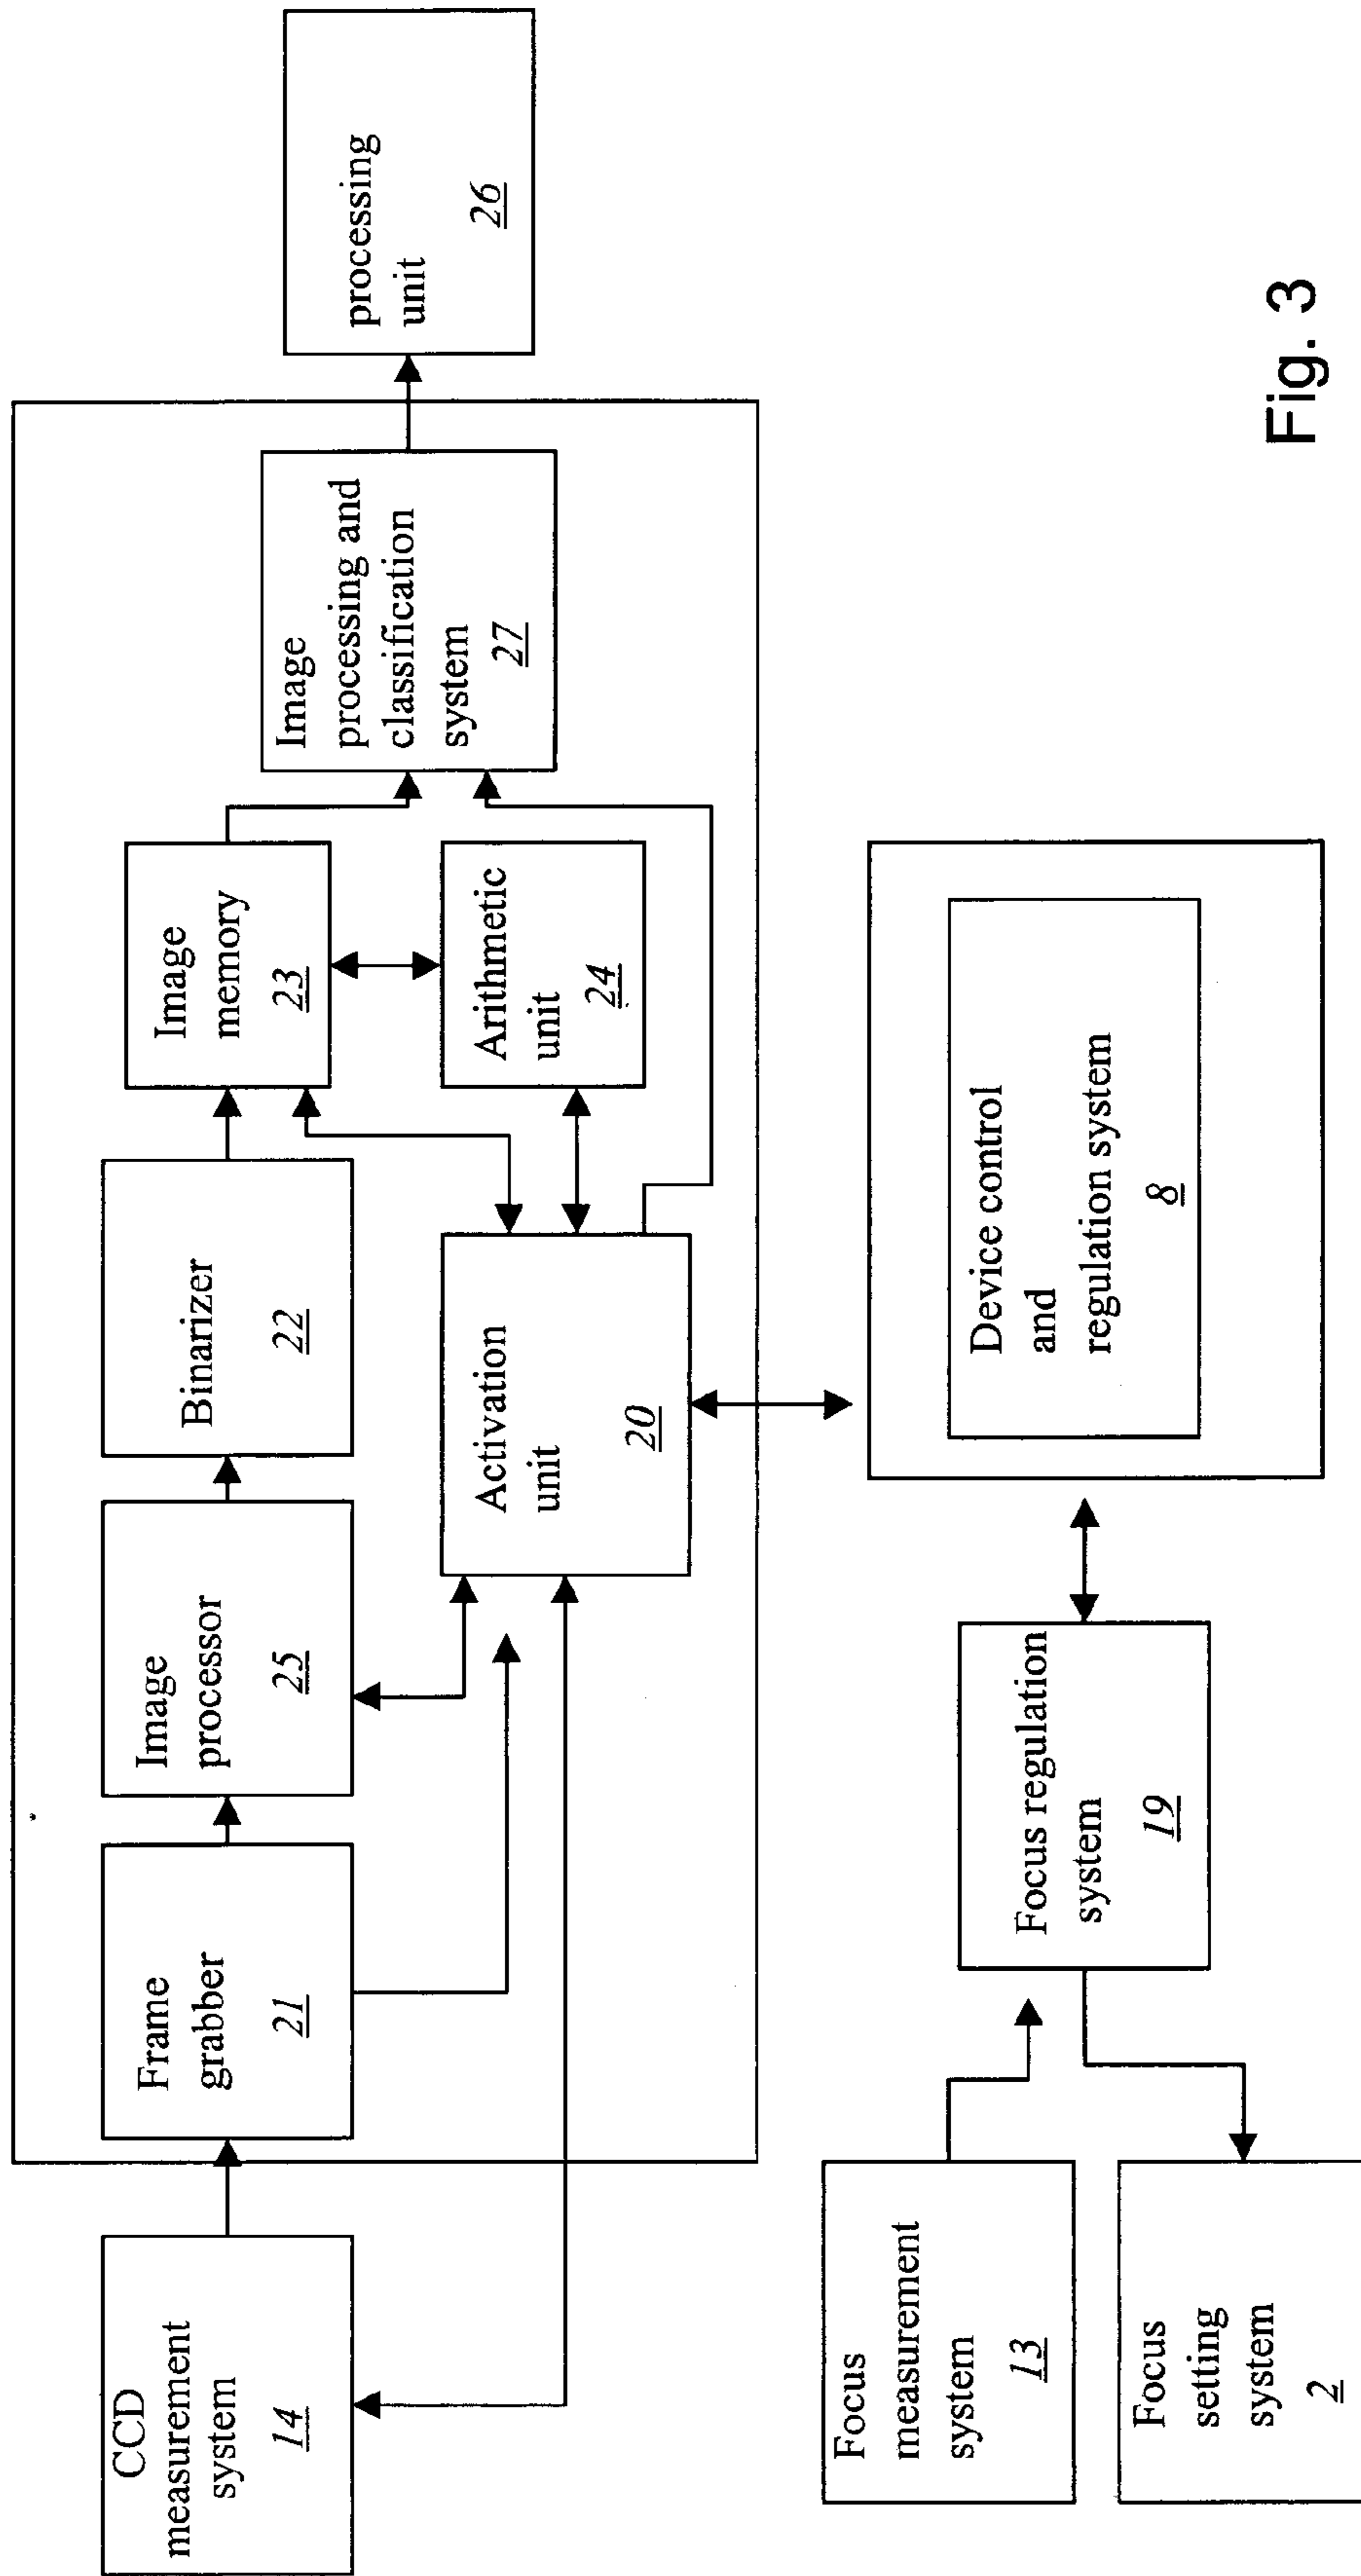 CCD
measurement
system
14
Frame
grabber
21
Image
processor
25
Binarizer
22
Image
memory
23
Activation
unit
20
Arithmetic
unit
24
Image
processing and
classification
system
27
processing
unit
26
Focus
measurement
system
13
Focus
setting
system
2
Focus regulation
system
19
Device control
and
regulation system
8
Fig. 3